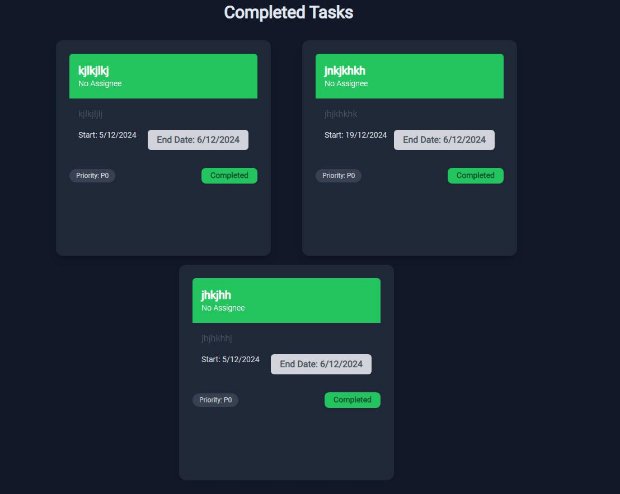 Completed Tasks
kjlkjlkj
No Assignee
kjlkjljlj
Start: 5/12/2024
End Date: 6/12/2024
Priority: P0
Completed
jnkjkhkh
No Assignee
jhjkhkhk
Start: 19/12/2024
End Date: 6/12/2024
Priority: P0
Completed
jhkjhh
No Assignee
jhjhkhhj
Start: 5/12/2024
End Date: 6/12/2024
Priority: P0
Completed